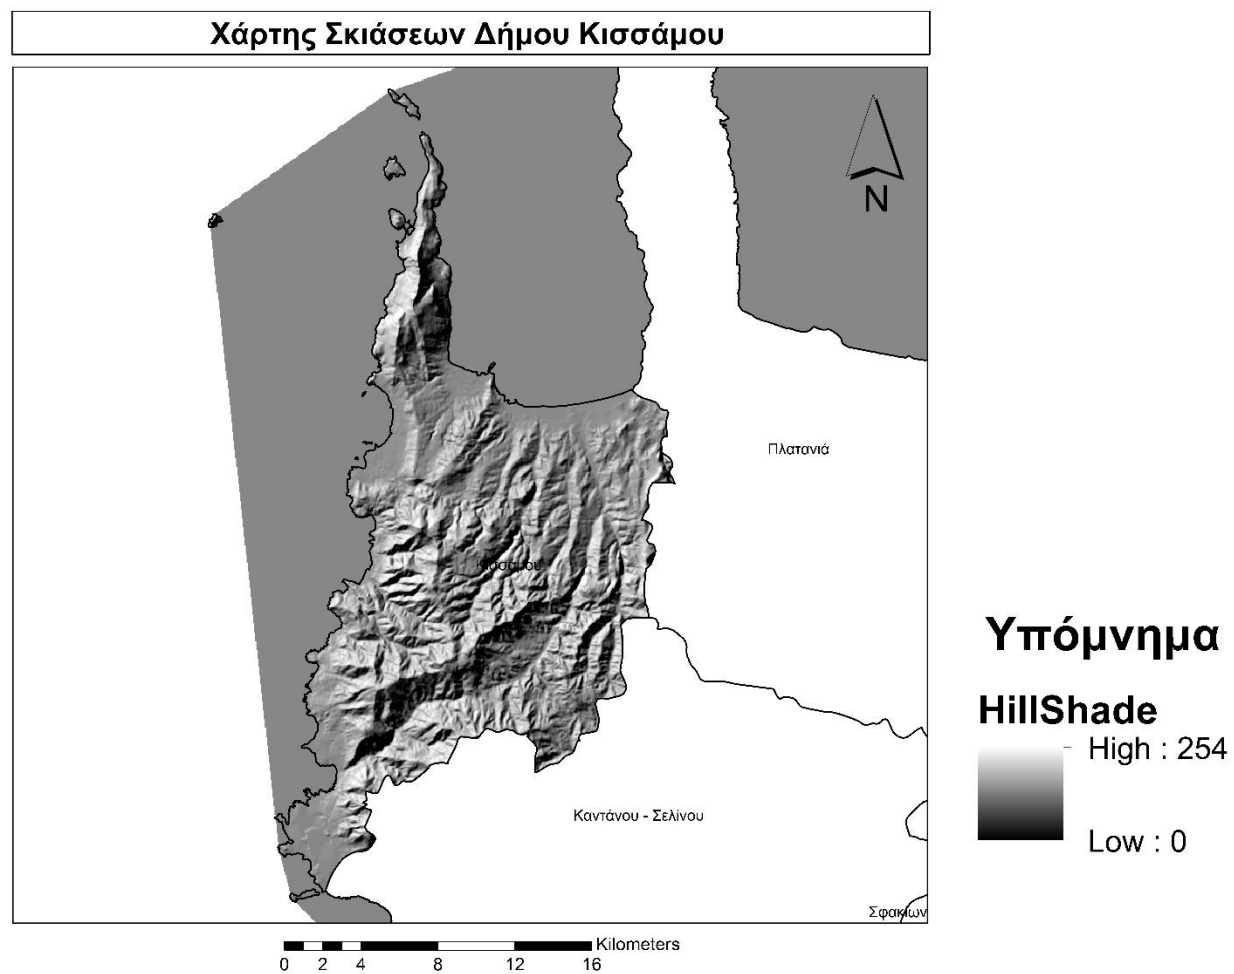 Χάρτης Σκιάσεων Δήμου Κισσάμου
N
Πλατανιά
Κισσάμου
Υπόμνημα
HillShade
High : 254
Low : 0
Καντάνου - Σελίνου
Σφακίων
Kilometers
0 2 4 8 12 16